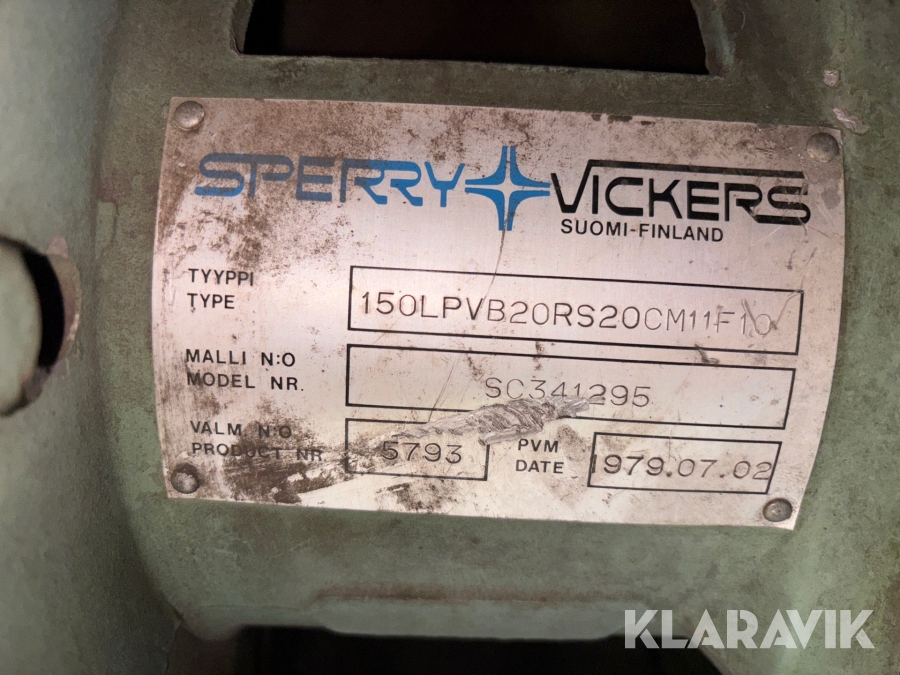 SPERRY VICKERS
SUOMI-FINLAND
TYYPPI
TYPE
150LPVB20RS20CM11F10
MALLI N:O
MODEL NR.
SC341295
VALM N:O
PRODUCT NR
5793
PVM
DATE
1979.07.02
KLARAVIK